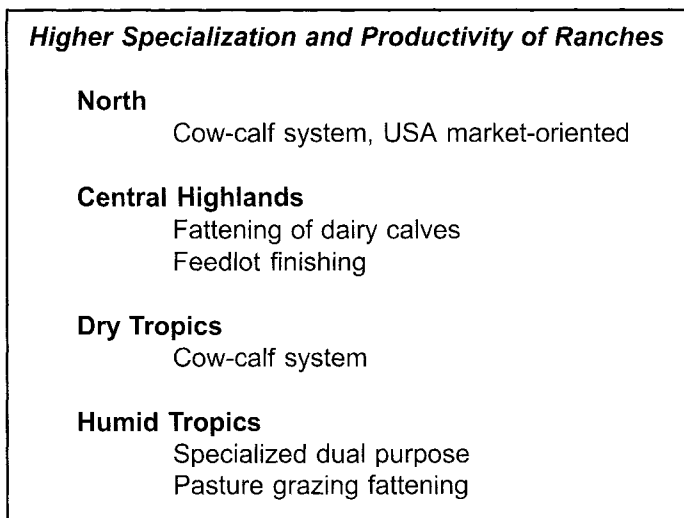 Higher Specialization and Productivity of Ranches
North
Cow-calf system, USA market-oriented
Central Highlands
Fattening of dairy calves
Feedlot finishing
Dry Tropics
Cow-calf system
Humid Tropics
Specialized dual purpose
Pasture grazing fattening